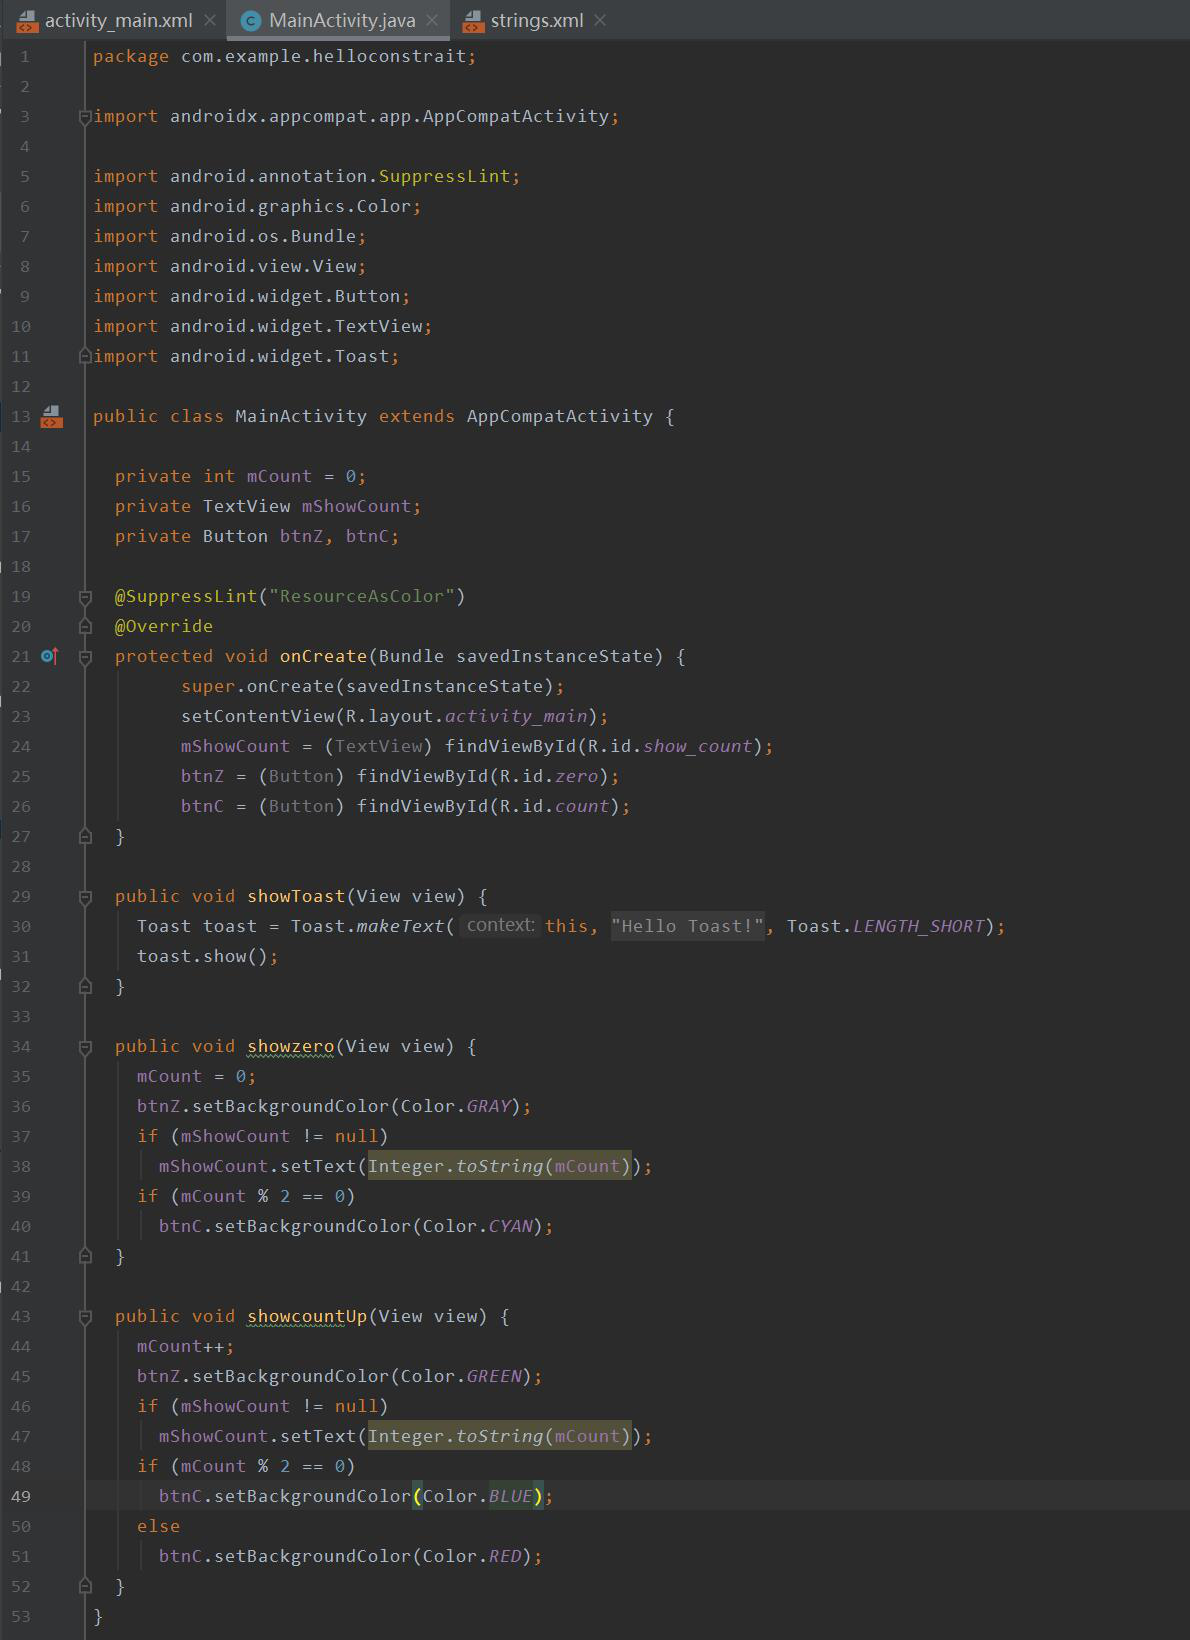 activity_main.xml MainActivity.java strings.xml
1 package com.example.helloconstrait;
2
3 import androidx.appcompat.app.AppCompatActivity;
4
5 import android.annotation.SuppressLint;
6 import android.graphics.Color;
7 import android.os.Bundle;
8 import android.view.View;
9 import android.widget.Button;
10 import android.widget.TextView;
11 import android.widget.Toast;
12
13 public class MainActivity extends AppCompatActivity {
14
15 private int mCount = 0;
16 private TextView mShowCount;
17 private Button btnZ, btnC;
18
19 @SuppressLint("ResourceAsColor")
20 @Override
21 protected void onCreate(Bundle savedInstanceState) {
22 super.onCreate(savedInstanceState);
23 setContentView(R.layout.activity_main);
24 mShowCount = (TextView) findViewById(R.id.show_count);
25 btnZ = (Button) findViewById(R.id.zero);
26 btnC = (Button) findViewById(R.id.count);
27 }
28
29 public void showToast(View view) {
30 Toast toast = Toast.makeText( context: this, "Hello Toast!", Toast.LENGTH_SHORT);
31 toast.show();
32 }
33
34 public void showzero(View view) {
35 mCount = 0;
36 btnZ.setBackgroundColor(Color.GRAY);
37 if (mShowCount != null)
38 mShowCount.setText(Integer.toString(mCount));
39 if (mCount % 2 == 0)
40 btnC.setBackgroundColor(Color.CYAN);
41 }
42
43 public void showcountUp(View view) {
44 mCount++;
45 btnZ.setBackgroundColor(Color.GREEN);
46 if (mShowCount != null)
47 mShowCount.setText(Integer.toString(mCount));
48 if (mCount % 2 == 0)
49 btnC.setBackgroundColor(Color.BLUE);
50 else
51 btnC.setBackgroundColor(Color.RED);
52 }
53 }